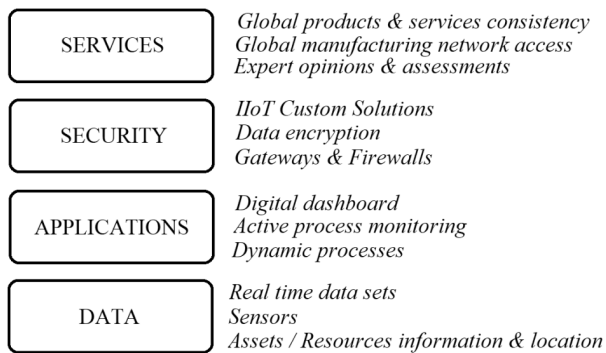 SERVICES
Global products & services consistency
Global manufacturing network access
Expert opinions & assessments
SECURITY
IIoT Custom Solutions
Data encryption
Gateways & Firewalls
APPLICATIONS
Digital dashboard
Active process monitoring
Dynamic processes
DATA
Real time data sets
Sensors
Assets / Resources information & location